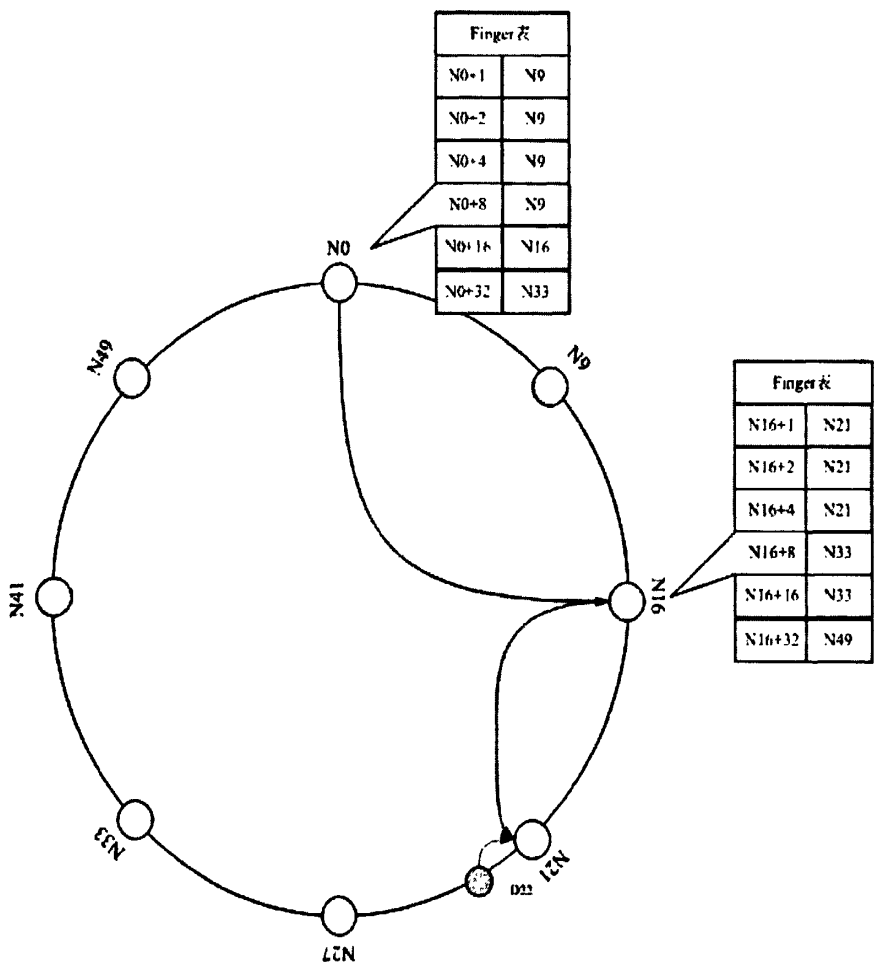 Finger表
N0+1 N9
N0+2 N9
N0+4 N9
N0+8 N9
N0+16 N16
N0+32 N33
N0
N49
N9
Finger表
N16+1 N21
N16+2 N21
N16+4 N21
N16+8 N33
N16+16 N33
N16+32 N49
N41
N16
N33
N21
D22
N27